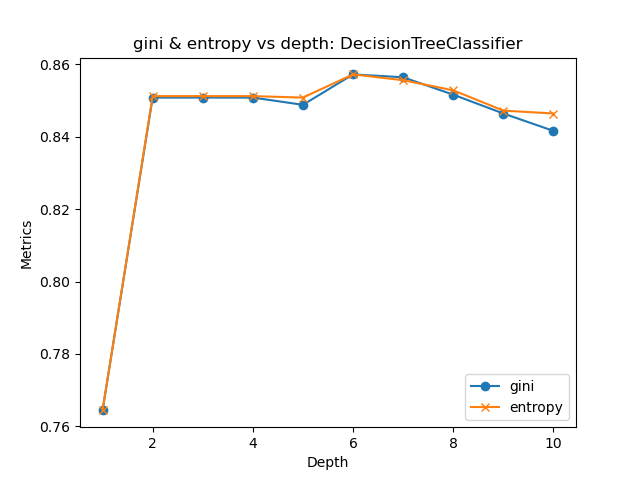 gini & entropy vs depth: DecisionTreeClassifier
0.86
0.84
0.82
0.80
0.78
0.76
Metrics
2 4 6 8 10
Depth
gini
entropy